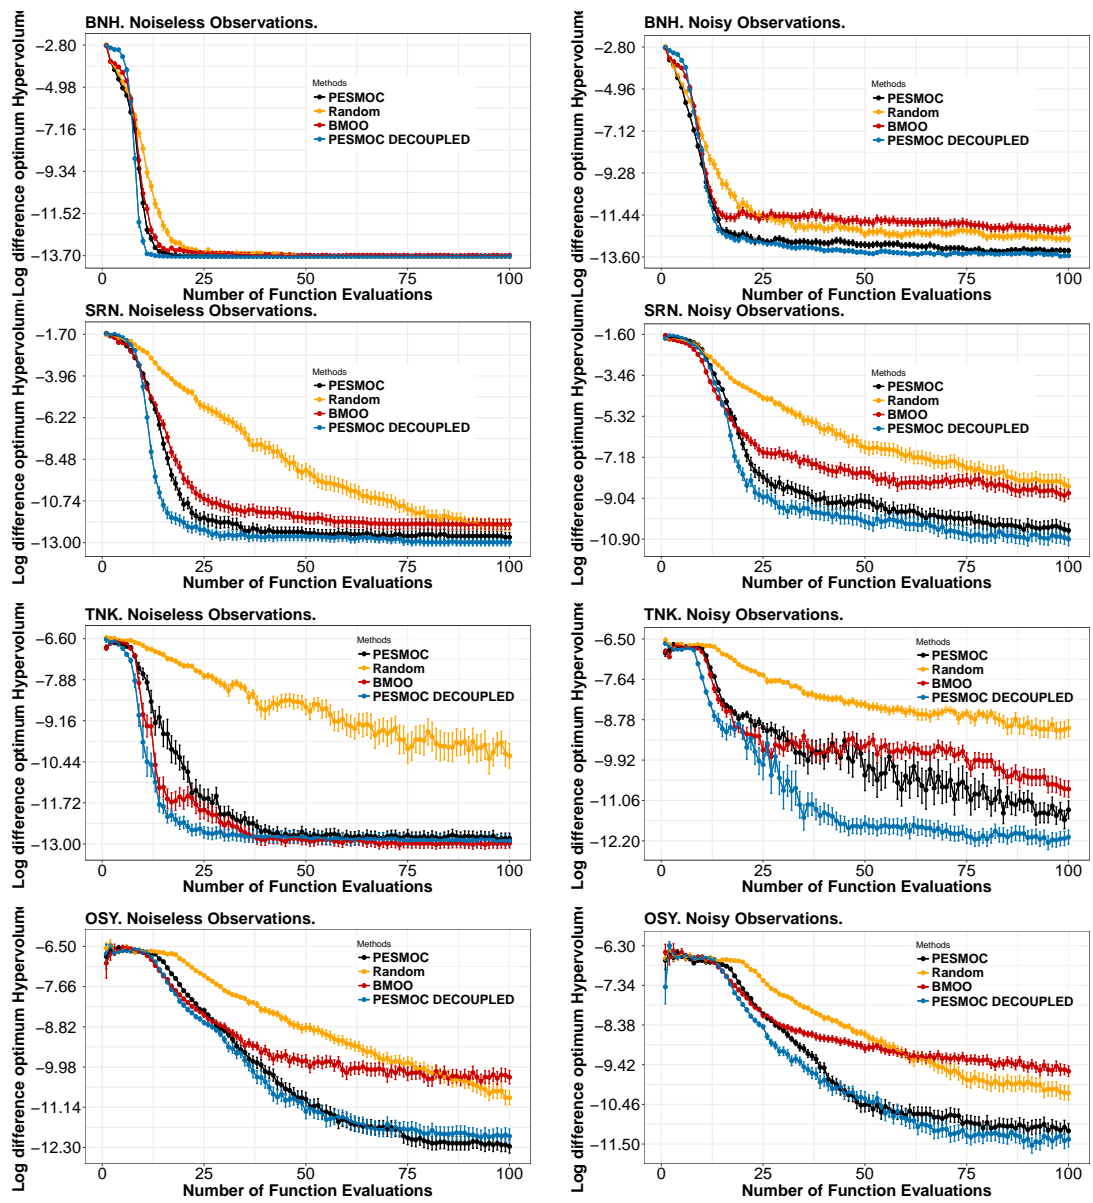 BNH. Noiseless Observations.
Log difference optimum Hypervolume
−2.80
−4.98
−7.16
−9.34
−11.52
−13.70
Methods
PESMOC
Random
BMOO
PESMOC DECOUPLED
0 25 50 75 100
Number of Function Evaluations
BNH. Noisy Observations.
Log difference optimum Hypervolume
−2.80
−4.96
−7.12
−9.28
−11.44
−13.60
Methods
PESMOC
Random
BMOO
PESMOC DECOUPLED
0 25 50 75 100
Number of Function Evaluations
SRN. Noiseless Observations.
Log difference optimum Hypervolume
−1.70
−3.96
−6.22
−8.48
−10.74
−13.00
Methods
PESMOC
Random
BMOO
PESMOC DECOUPLED
0 25 50 75 100
Number of Function Evaluations
SRN. Noisy Observations.
Log difference optimum Hypervolume
−1.60
−3.46
−5.32
−7.18
−9.04
−10.90
Methods
PESMOC
Random
BMOO
PESMOC DECOUPLED
0 25 50 75 100
Number of Function Evaluations
TNK. Noiseless Observations.
Log difference optimum Hypervolume
−6.60
−7.88
−9.16
−10.44
−11.72
−13.00
Methods
PESMOC
Random
BMOO
PESMOC DECOUPLED
0 25 50 75 100
Number of Function Evaluations
TNK. Noisy Observations.
Log difference optimum Hypervolume
−6.50
−7.64
−8.78
−9.92
−11.06
−12.20
Methods
PESMOC
Random
BMOO
PESMOC DECOUPLED
0 25 50 75 100
Number of Function Evaluations
OSY. Noiseless Observations.
Log difference optimum Hypervolume
−6.50
−7.66
−8.82
−9.98
−11.14
−12.30
Methods
PESMOC
Random
BMOO
PESMOC DECOUPLED
0 25 50 75 100
Number of Function Evaluations
OSY. Noisy Observations.
Log difference optimum Hypervolume
−6.30
−7.34
−8.38
−9.42
−10.46
−11.50
Methods
PESMOC
Random
BMOO
PESMOC DECOUPLED
0 25 50 75 100
Number of Function Evaluations